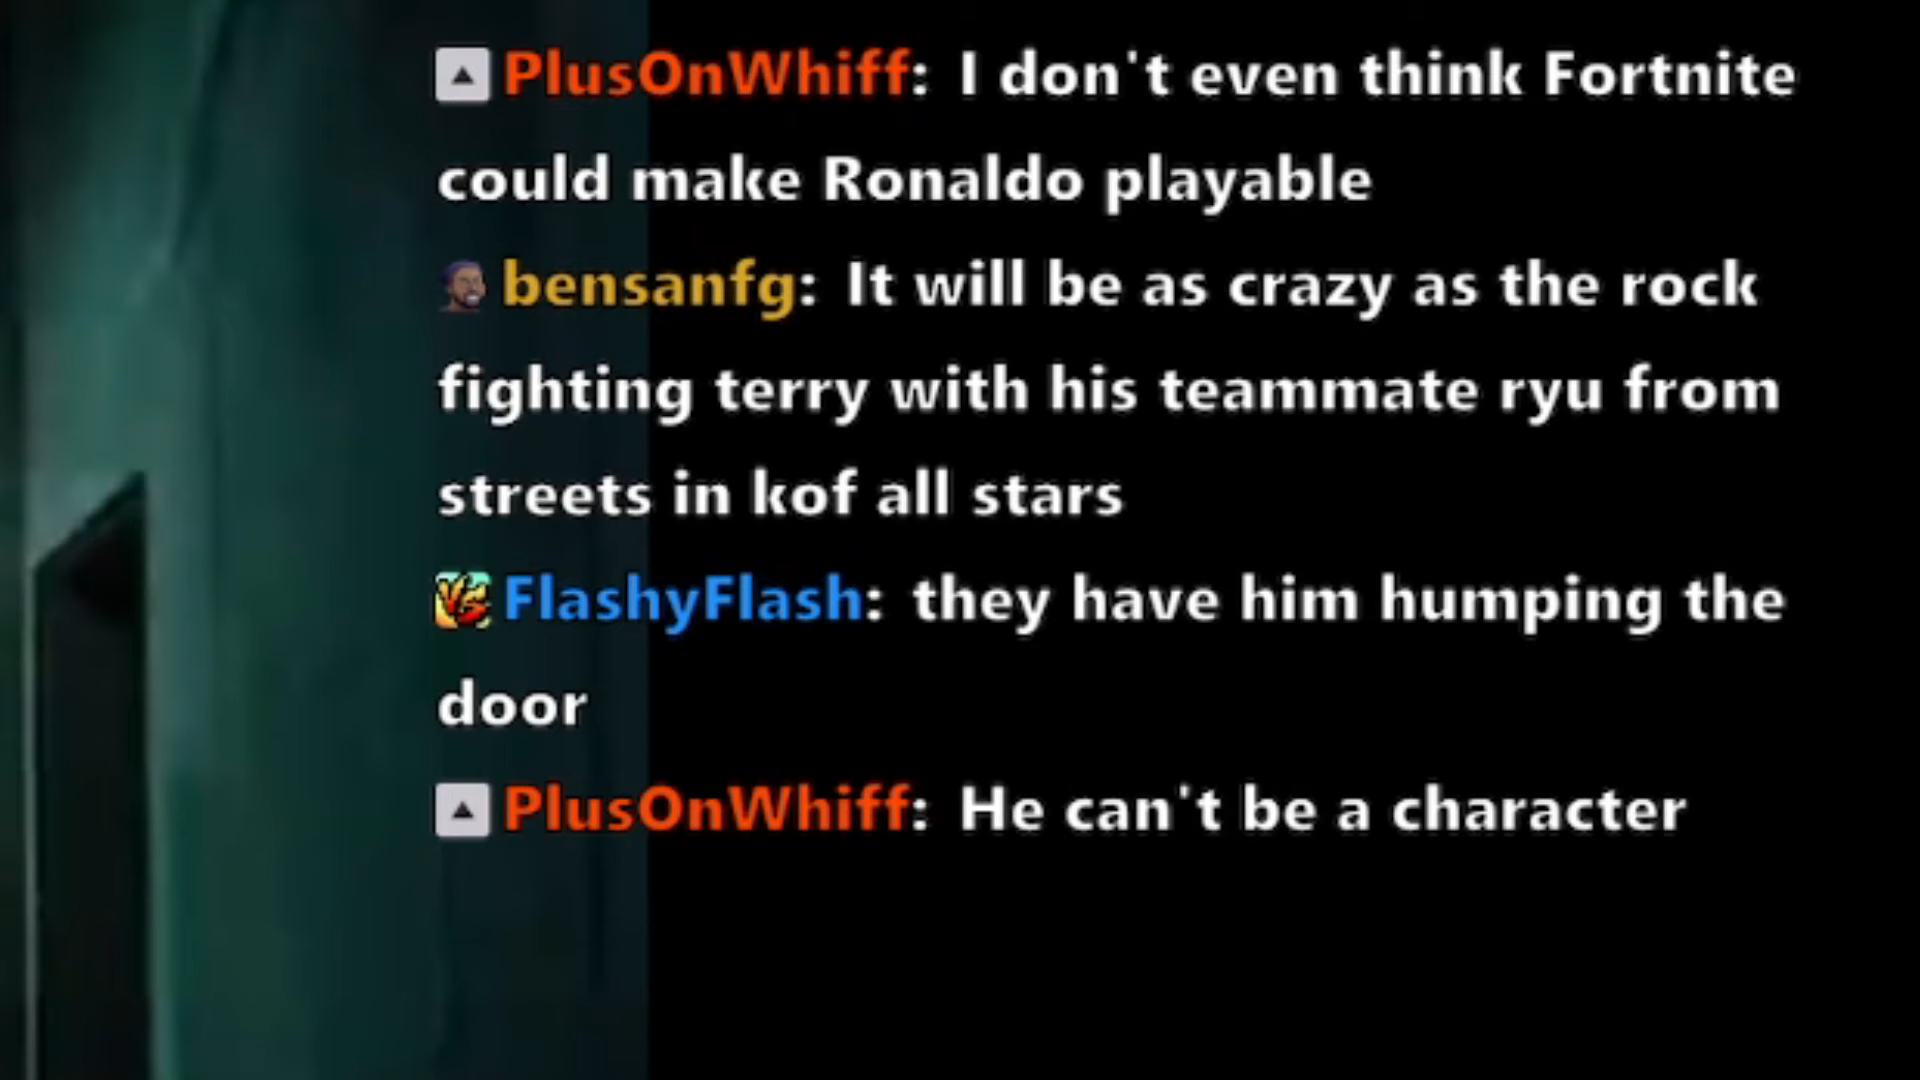 PlusOnWhiff: I don't even think Fortnite
could make Ronaldo playable
bensanfg: It will be as crazy as the rock
fighting terry with his teammate ryu from
streets in kof all stars
FlashyFlash: they have him humping the
door
PlusOnWhiff: He can't be a character